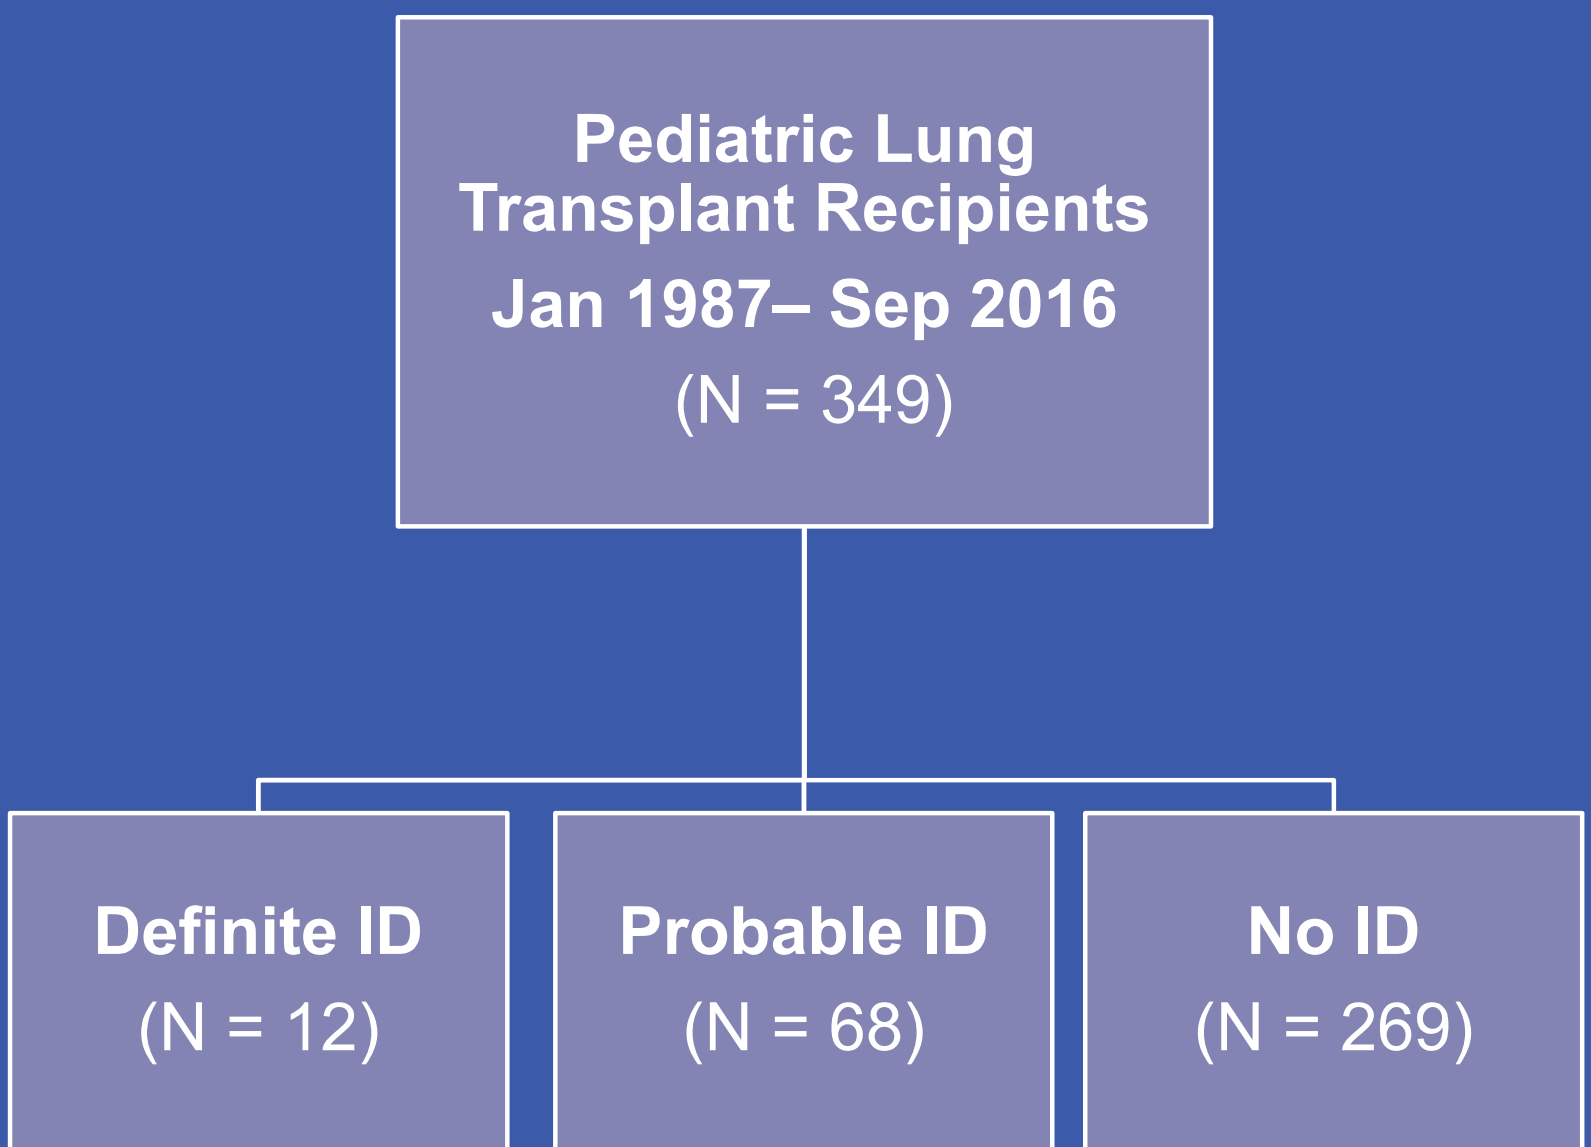 Pediatric Lung
Transplant Recipients
Jan 1987– Sep 2016
(N = 349)
Definite ID
(N = 12)
Probable ID
(N = 68)
No ID
(N = 269)